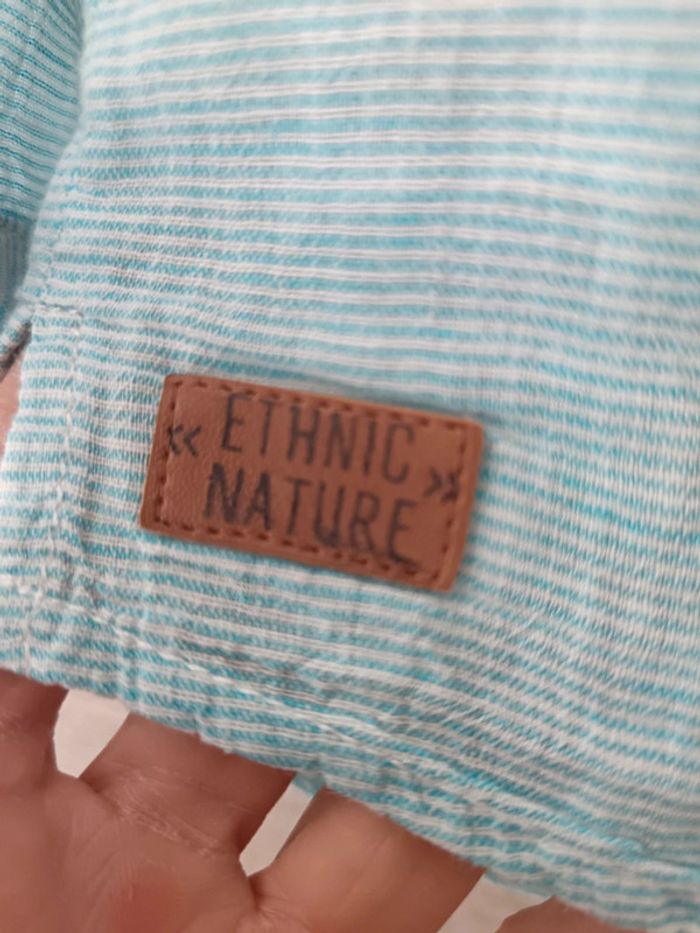 « ETHNIC
NATURE »